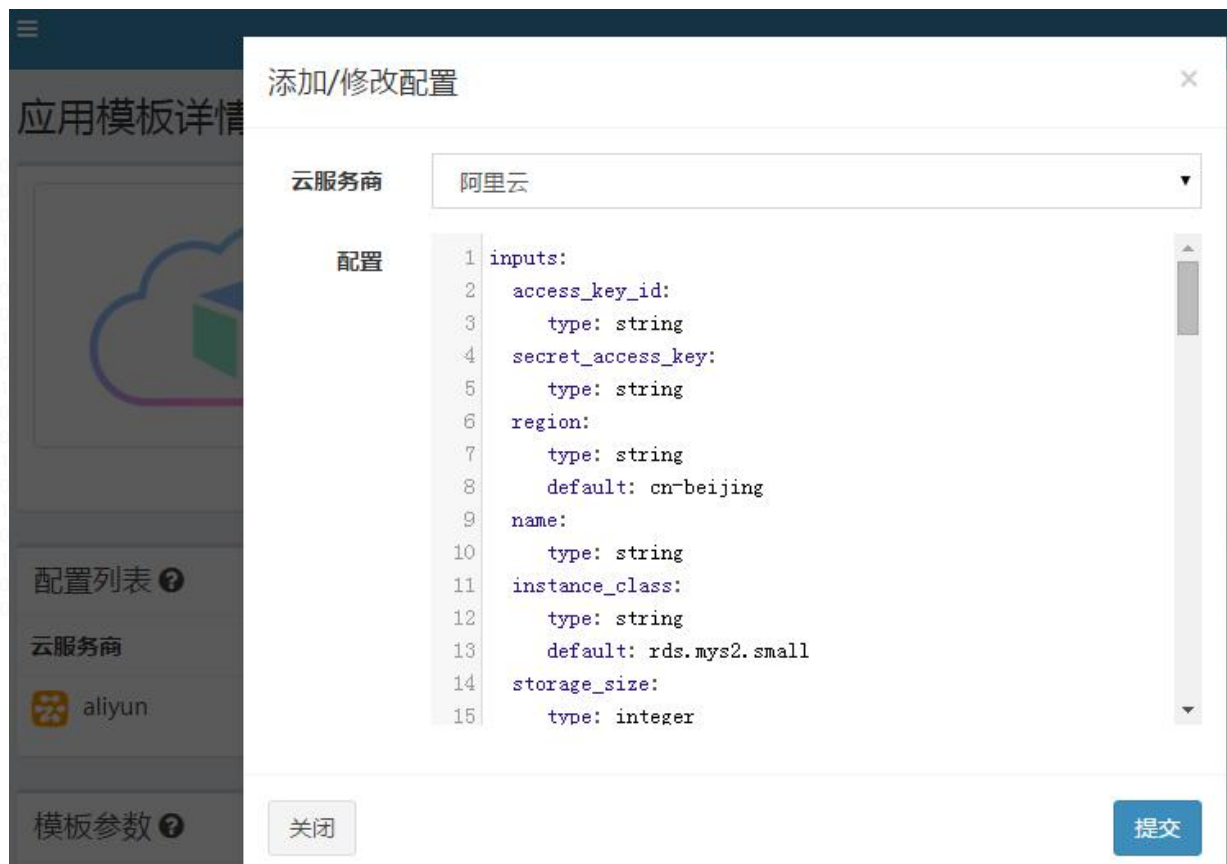 添加/修改配置
×
应用模板详情
云服务商
阿里云
配置
1 inputs:
2 access_key_id:
3 type: string
4 secret_access_key:
5 type: string
6 region:
7 type: string
8 default: cn-beijing
9 name:
10 type: string
11 instance_class:
12 type: string
13 default: rds.mys2.small
14 storage_size:
15 type: integer
配置列表
云服务商
aliyun
模板参数
关闭
提交